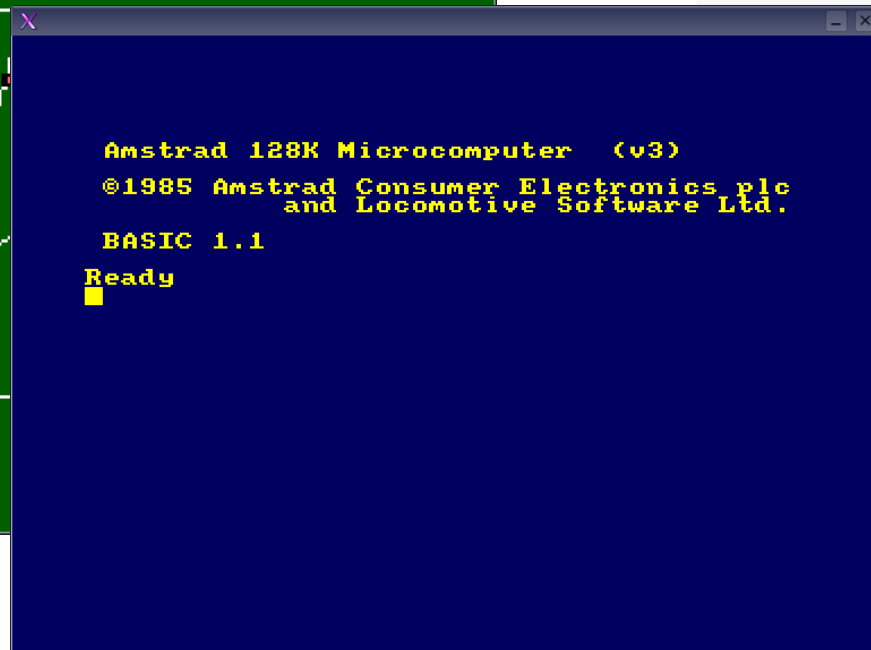 Amstrad 128K Microcomputer (v3)
©1985 Amstrad Consumer Electronics plc
and Locomotive Software Ltd.
BASIC 1.1
Ready